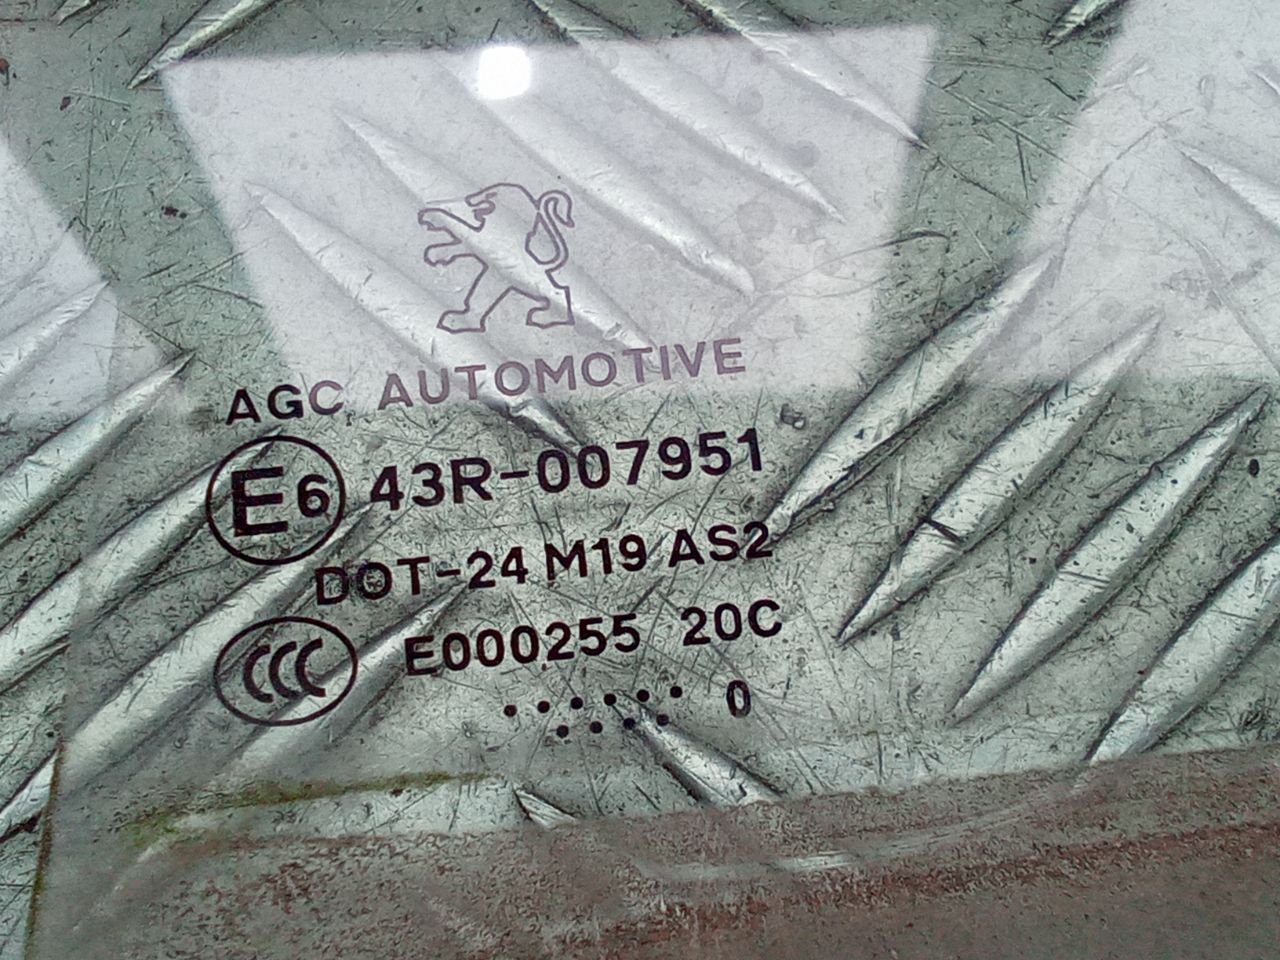 AGC AUTOMOTIVE
E6 43R-007951
DOT-24 M19 AS2
CCC E000255 20C
0